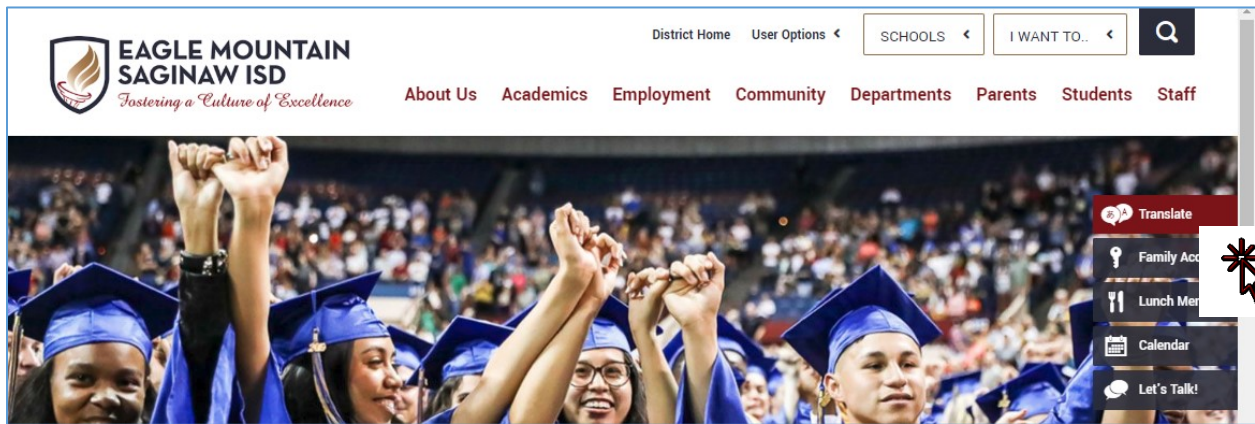 District Home User Options SCHOOLS I WANT TO..
EAGLE MOUNTAIN
SAGINAW ISD
Fostering a Culture of Excellence
About Us Academics Employment Community Departments Parents Students Staff
Translate
Family Acc
Lunch Men
Calendar
Let's Talk!